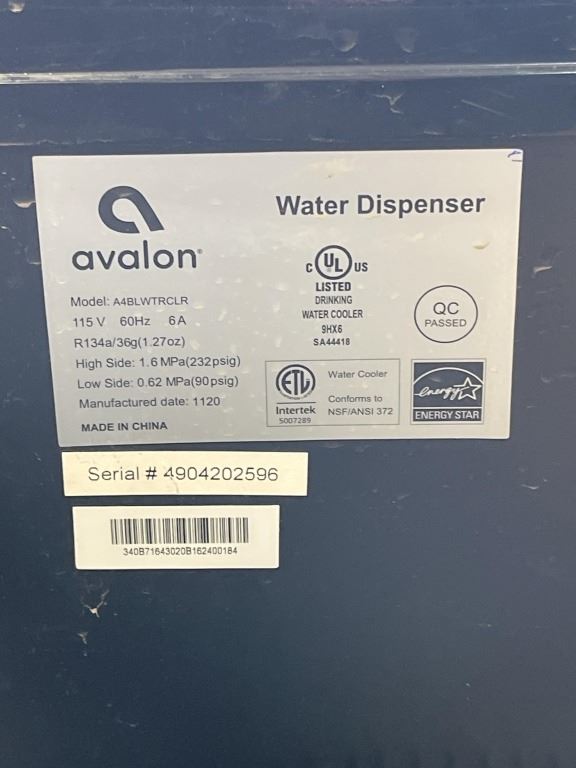 avalon®
Water Dispenser
Model: A4BLWTRCLR
115 V 60Hz 6A
R134a/36g(1.27oz)
High Side: 1.6 MPa(232psig)
Low Side: 0.62 MPa(90psig)
Manufactured date: 1120
MADE IN CHINA
C UL US
LISTED
DRINKING
WATER COOLER
9HX6
SA44418
QC
PASSED
ETL
Intertek
5007289
Water Cooler
Conforms to
NSF/ANSI 372
energy
ENERGY STAR
Serial # 4904202596
340B71643020B162400184